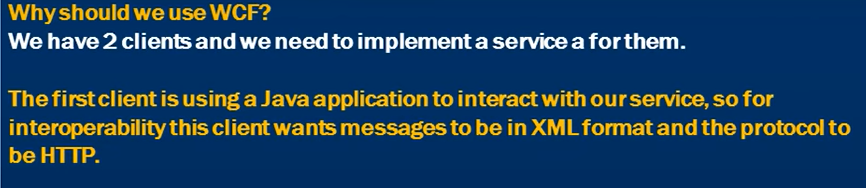 Why should we use WCF?
We have 2 clients and we need to implement a service a for them.
The first client is using a Java application to interact with our service, so for
interoperability this client wants messages to be in XML format and the protocol to
be HTTP.